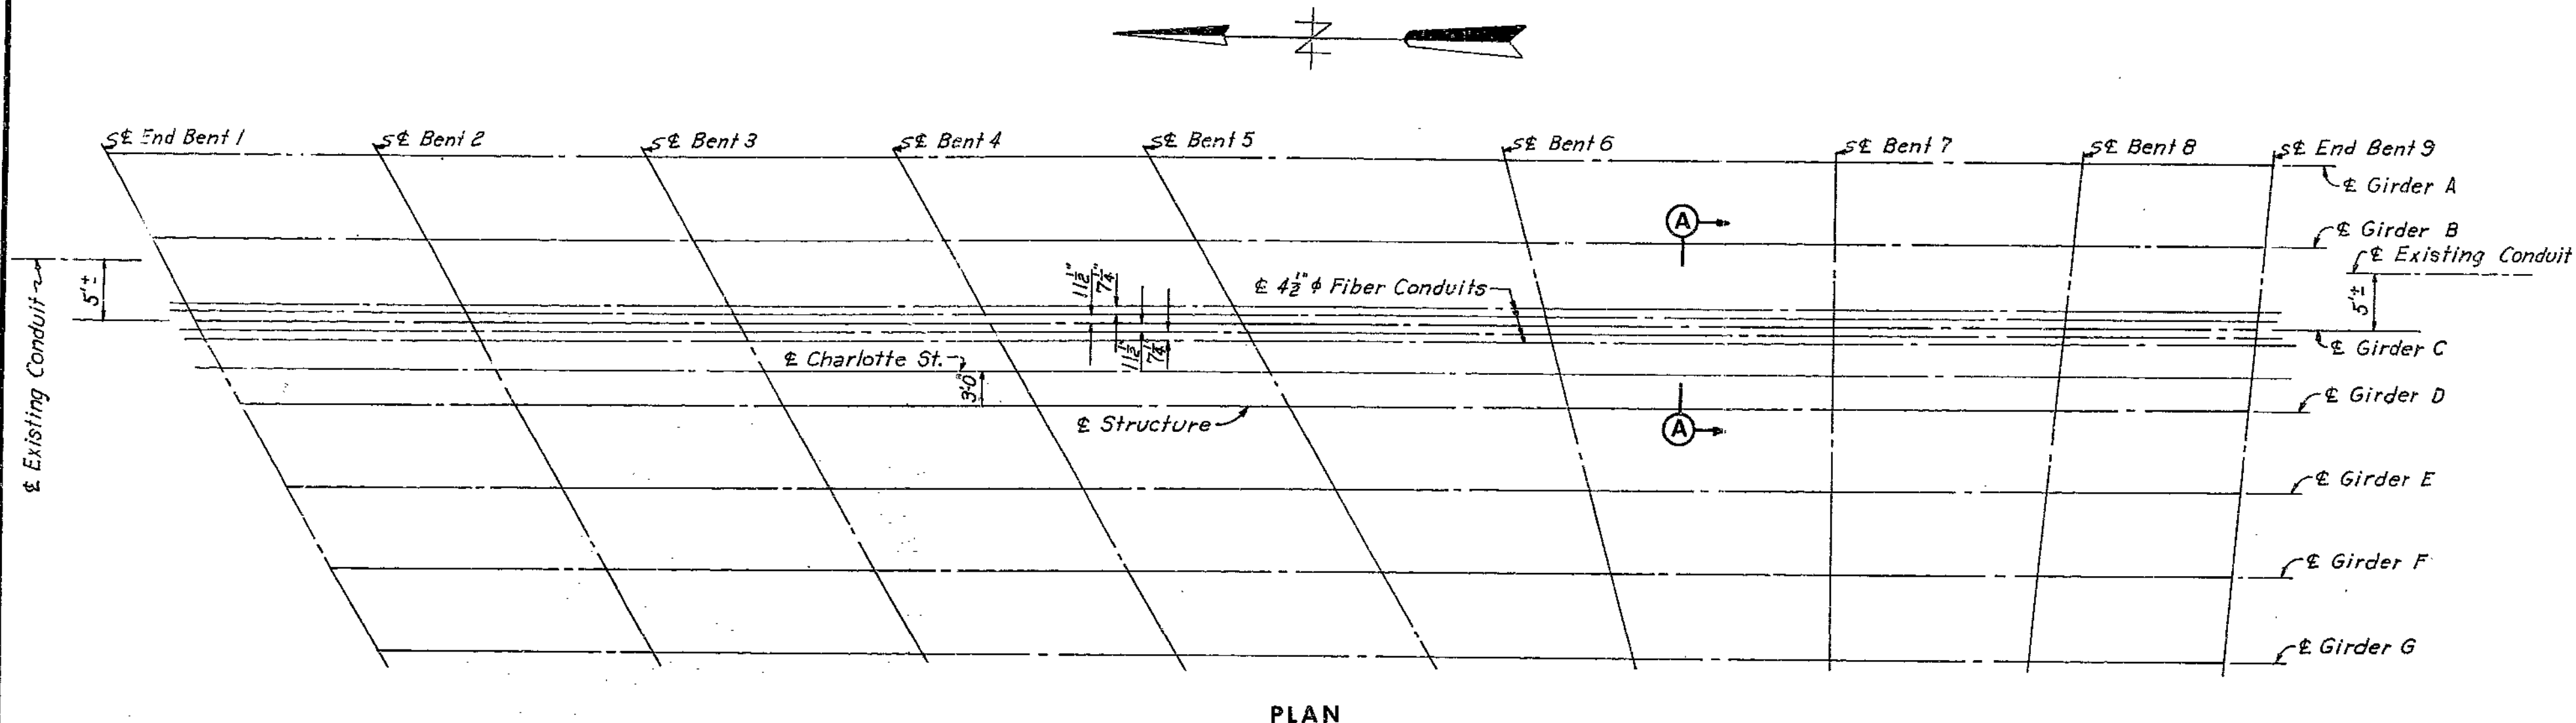 N
℄ End Bent 1
℄ Bent 2
℄ Bent 3
℄ Bent 4
℄ Bent 5
℄ Bent 6
℄ Bent 7
℄ Bent 8
℄ End Bent 9
℄ Girder A
A
℄ Girder B
℄ Existing Conduit
℄ Existing Conduit
5'±
5'±
11½"
7¼"
℄ 4½" ϕ Fiber Conduits
11½"
7¼"
℄ Girder C
℄ Charlotte St.
3'-0"
℄ Girder D
℄ Structure
A
℄ Girder E
℄ Girder F
℄ Girder G
PLAN